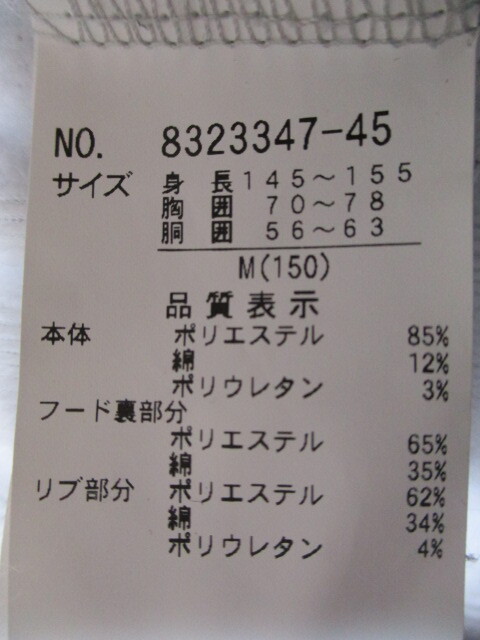 NO. 8323347-45
サイズ 身長 145～155
胸囲 70～78
胴囲 56～63
M(150)
品質表示
本体 ポリエステル 85%
綿 12%
ポリウレタン 3%
フード裏部分
ポリエステル 65%
綿 35%
リブ部分 ポリエステル 62%
綿 34%
ポリウレタン 4%